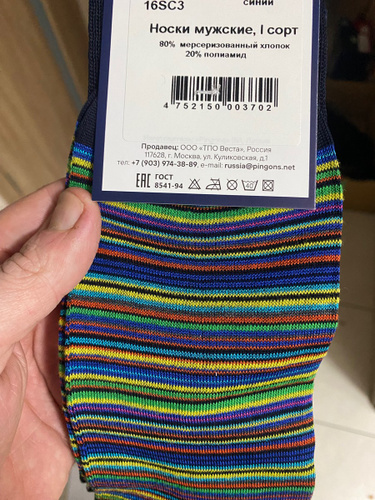 16SC3 синий
Носки мужские, I сорт
80% мерсеризованный хлопок
20% полиамид
4 752150 003702
Продавец: ООО «ТПО Веста», Россия
117628, г. Москва, ул. Куликовская, д.1
тел: +7 (903) 974-38-89, e-mail: russia@pingons.net
EAC ГОСТ
8541-94